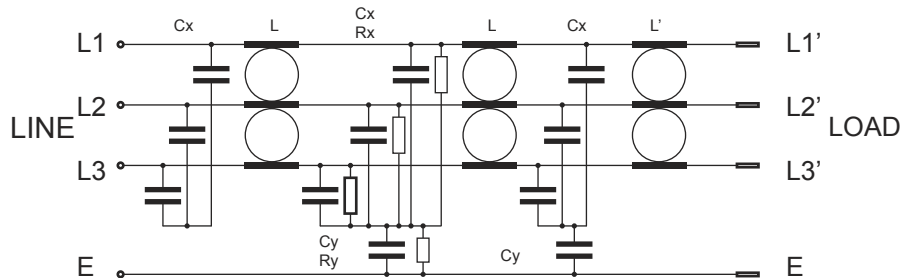 Cx L Cx Rx L Cx L'
L1 L1’
L2 L2’
LINE LOAD
L3 L3’
Cy Ry Cy
E E